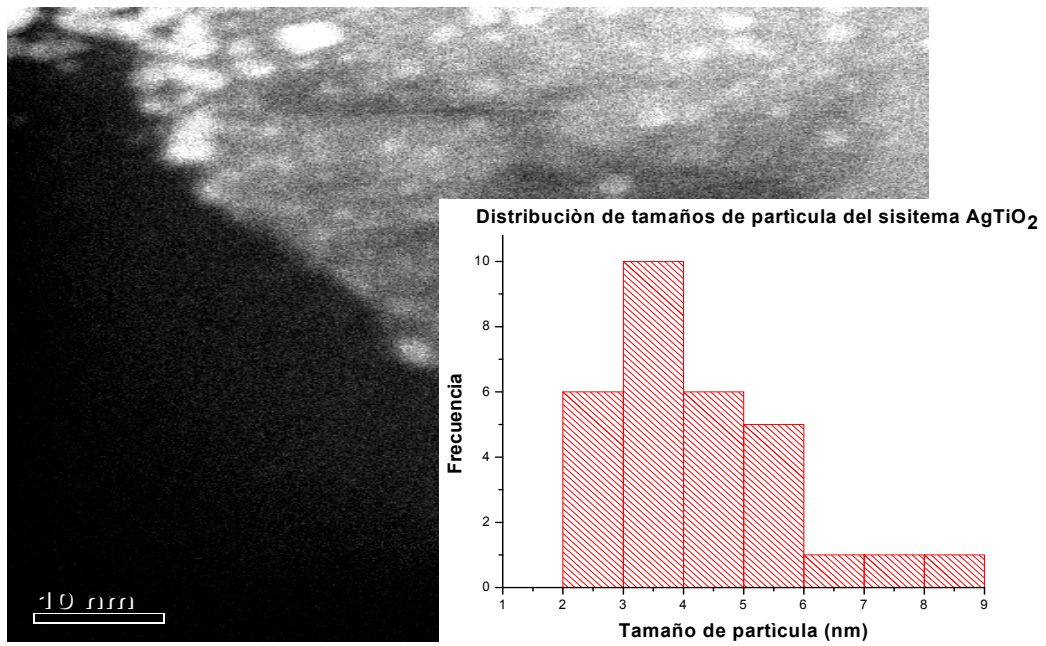 Distribuciòn de tamaños de partìcula del sisitema AgTiO2
10
8
6
4
2
0
Frecuencia
1 2 3 4 5 6 7 8 9
Tamaño de partìcula (nm)
10 nm